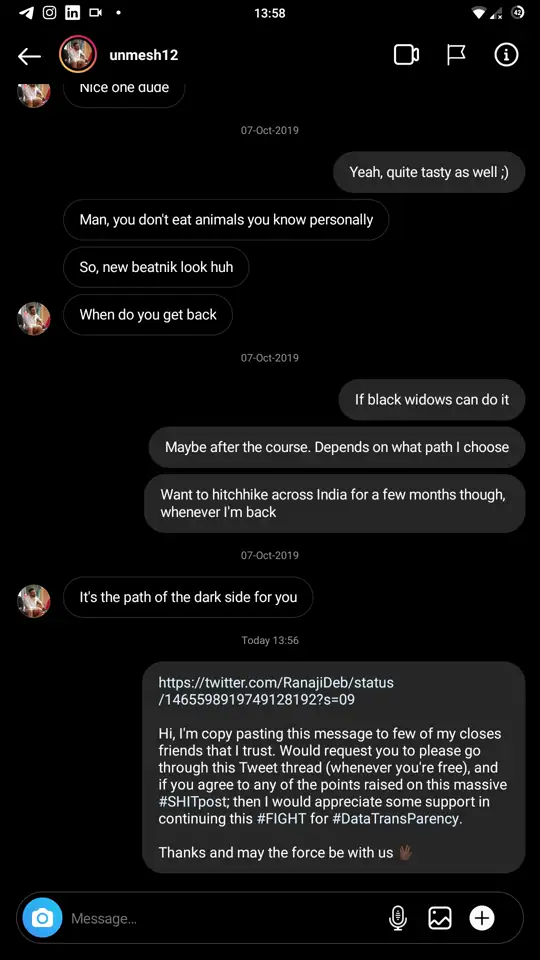 13:58
42
unmesh12
Nice one dude
07-Oct-2019
Yeah, quite tasty as well ;)
Man, you don't eat animals you know personally
So, new beatnik look huh
When do you get back
07-Oct-2019
If black widows can do it
Maybe after the course. Depends on what path I choose
Want to hitchhike across India for a few months though,
whenever I'm back
07-Oct-2019
It's the path of the dark side for you
Today 13:56
https://twitter.com/RanajiDeb/status
/1465598919749128192?s=09
Hi, I'm copy pasting this message to few of my closes
friends that I trust. Would request you to please go
through this Tweet thread (whenever you're free), and
if you agree to any of the points raised on this massive
#SHITpost; then I would appreciate some support in
continuing this #FIGHT for #DataTransParency.
Thanks and may the force be with us 🖖🏿
Message...